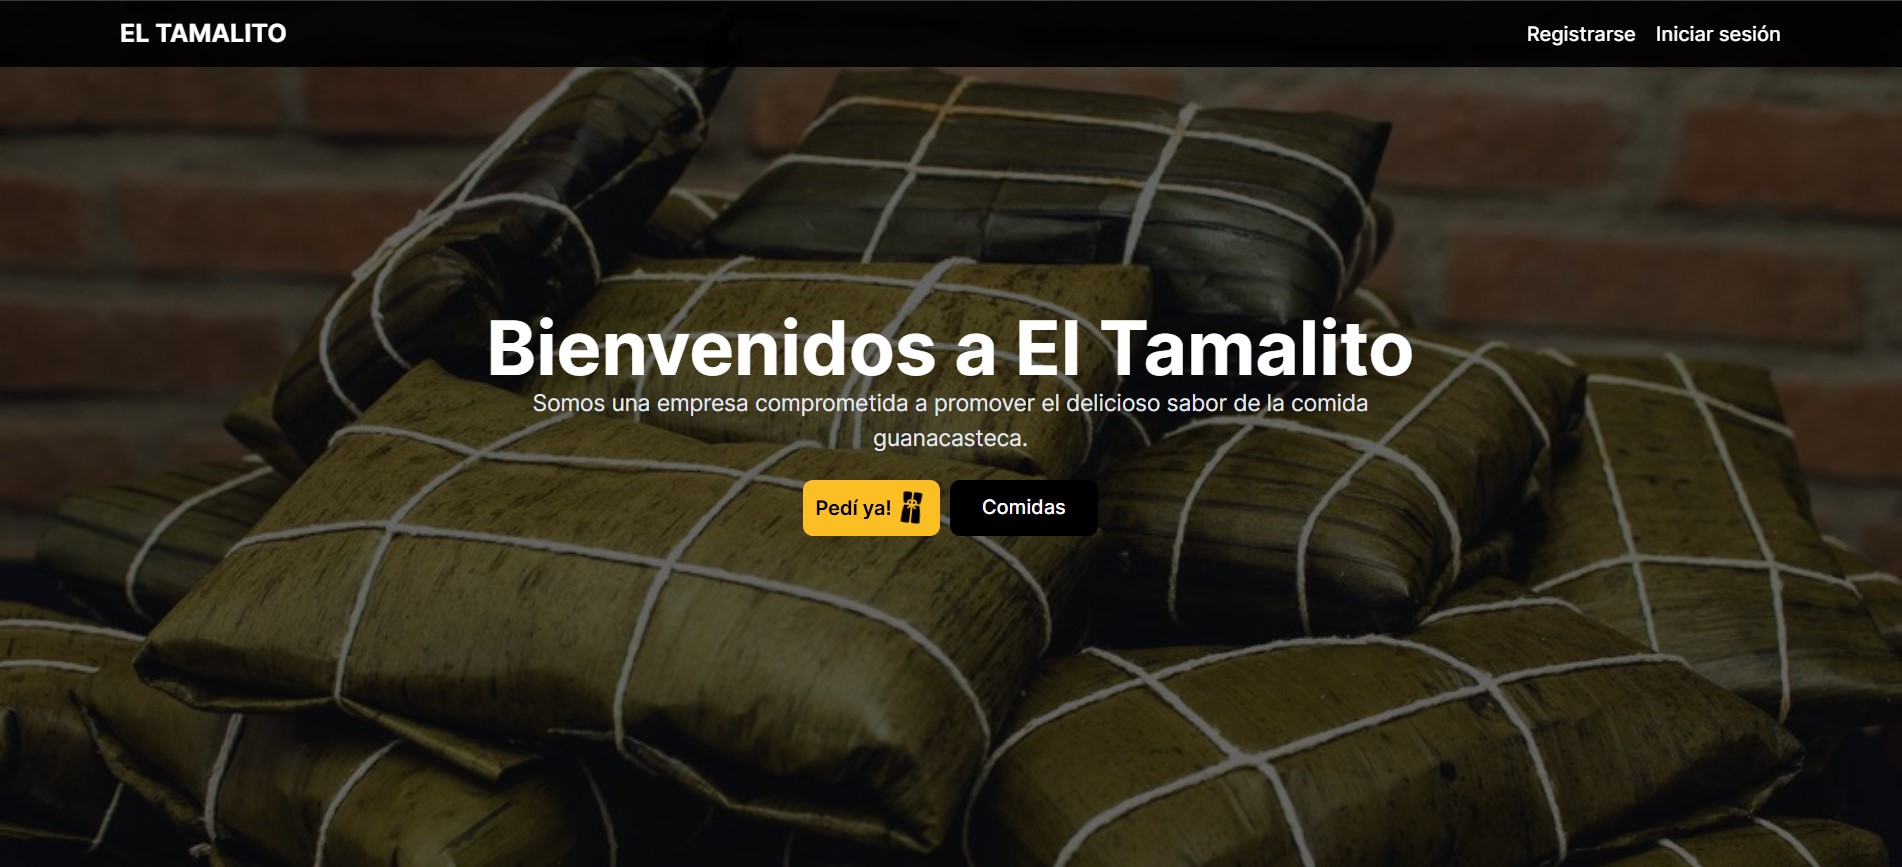 EL TAMALITO
Registrarse
Iniciar sesión
Bienvenidos a El Tamalito
Somos una empresa comprometida a promover el delicioso sabor de la comida
guanacasteca.
Pedí ya!
Comidas